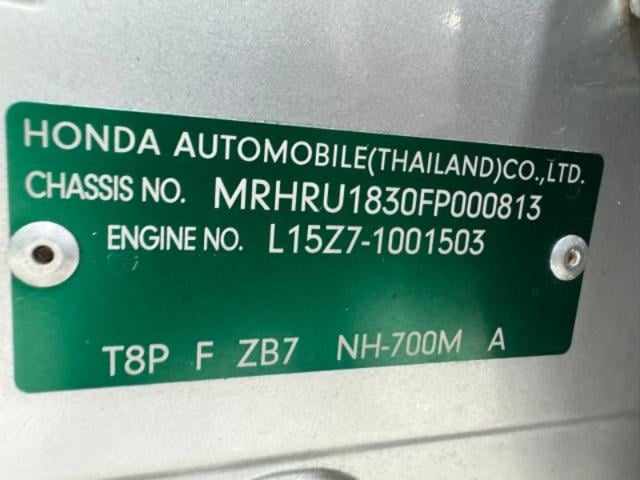 HONDA AUTOMOBILE(THAILAND)CO.,LTD.
CHASSIS NO. MRHRU1830FP000813
ENGINE NO. L15Z7-1001503
T8P F ZB7 NH-700M A